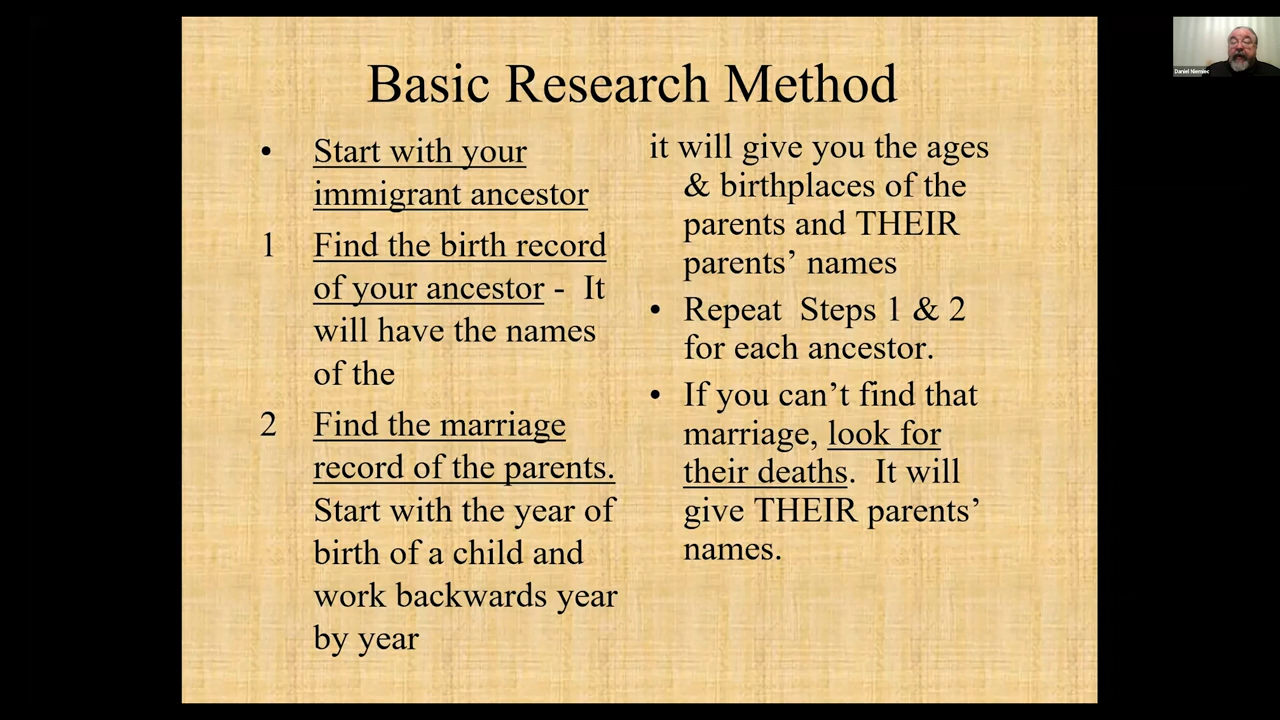 Basic Research Method
• Start with your
immigrant ancestor
1 Find the birth record
of your ancestor - It
will have the names
of the
2 Find the marriage
record of the parents.
Start with the year of
birth of a child and
work backwards year
by year
it will give you the ages
& birthplaces of the
parents and THEIR
parents’ names
• Repeat Steps 1 & 2
for each ancestor.
• If you can’t find that
marriage, look for
their deaths. It will
give THEIR parents’
names.
Daniel Niemiec